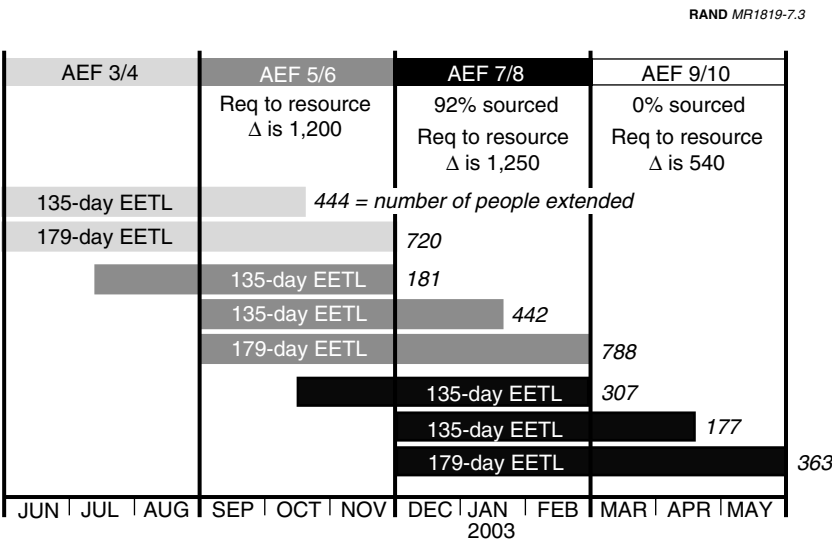 RAND MR1819-7.3
AEF 3/4
AEF 5/6
AEF 7/8
AEF 9/10
Req to resource
Δ is 1,200
92% sourced
Req to resource
Δ is 1,250
0% sourced
Req to resource
Δ is 540
135-day EETL
444 = number of people extended
179-day EETL
720
135-day EETL
181
135-day EETL
442
179-day EETL
788
135-day EETL
307
135-day EETL
177
179-day EETL
363
JUN JUL AUG SEP OCT NOV DEC JAN FEB MAR APR MAY
2003